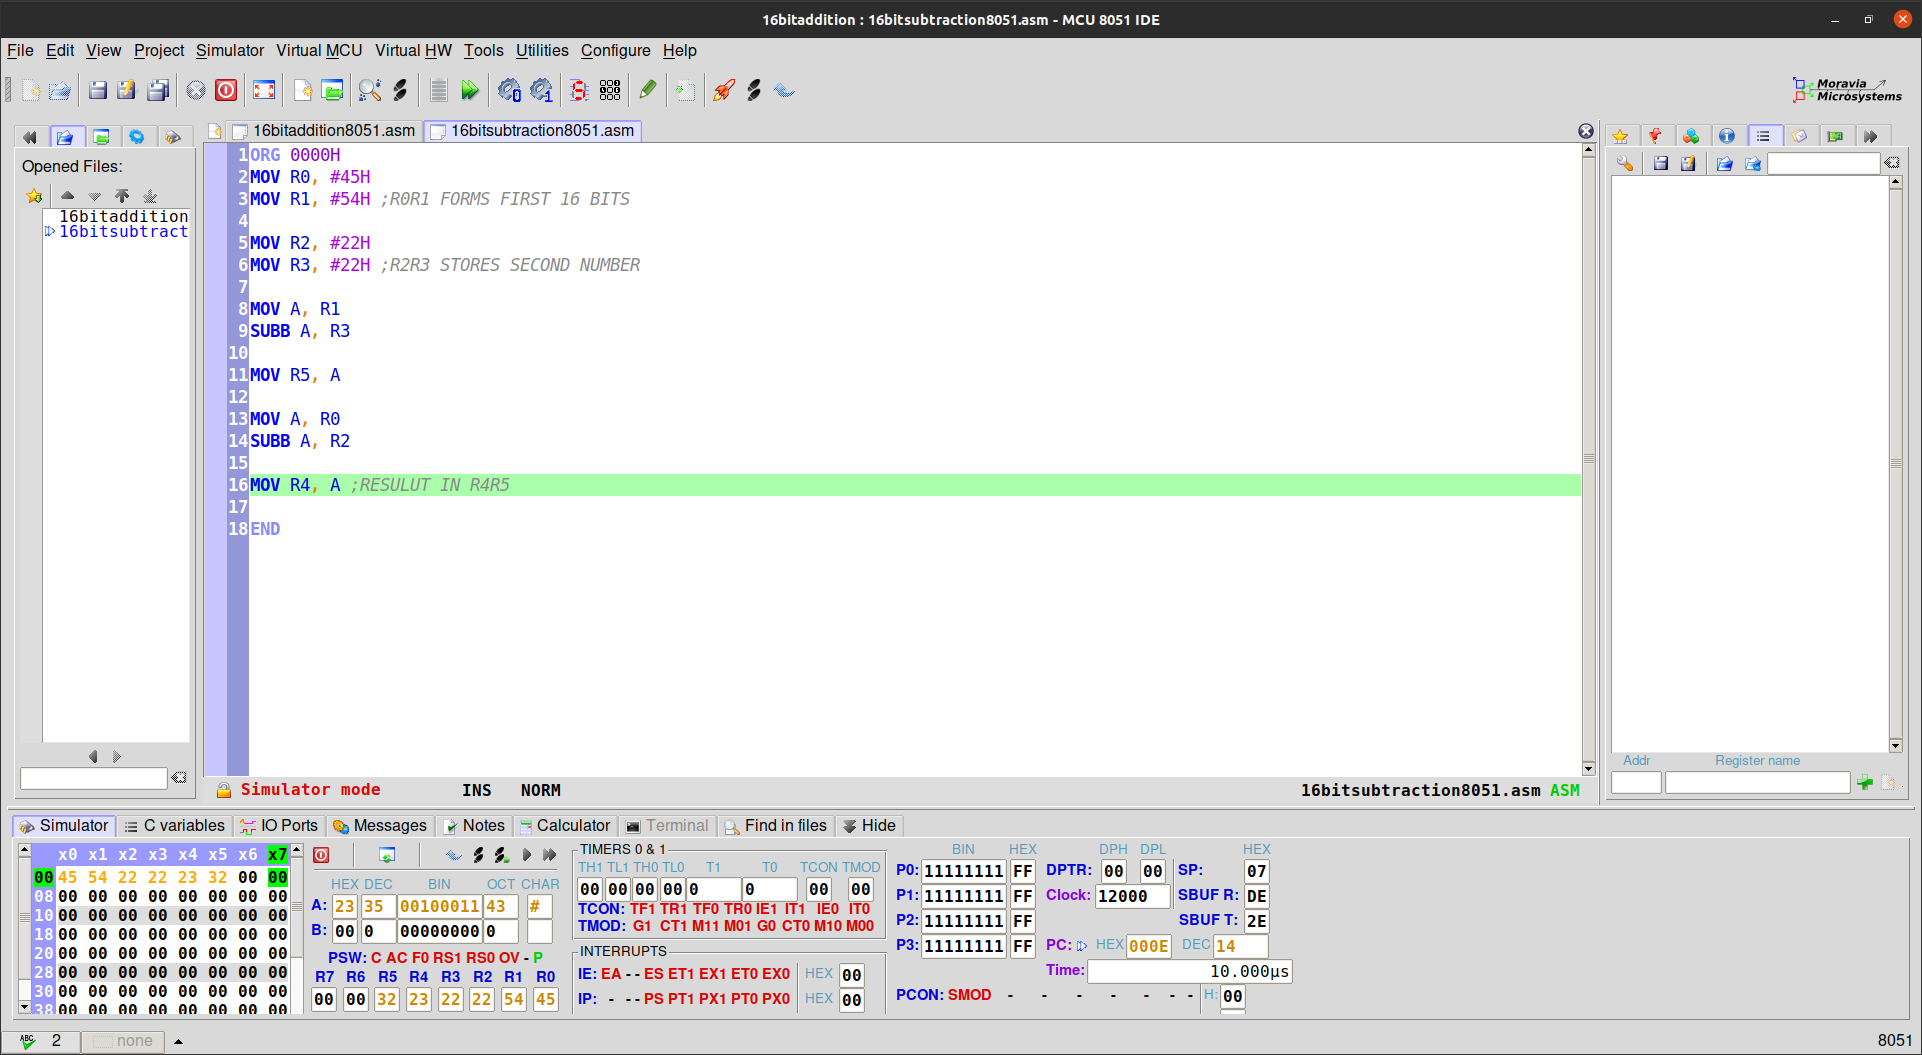 16bitaddition : 16bitsubtraction8051.asm - MCU 8051 IDE
File Edit View Project Simulator Virtual MCU Virtual HW Tools Utilities Configure Help
Moravia
Microsystems
16bitaddition8051.asm 16bitsubtraction8051.asm
Opened Files:
16bitaddition
16bitsubtract
1 ORG 0000H
2 MOV R0, #45H
3 MOV R1, #54H ;R0R1 FORMS FIRST 16 BITS
4
5 MOV R2, #22H
6 MOV R3, #22H ;R2R3 STORES SECOND NUMBER
7
8 MOV A, R1
9 SUBB A, R3
10
11 MOV R5, A
12
13 MOV A, R0
14 SUBB A, R2
15
16 MOV R4, A ;RESULUT IN R4R5
17
18 END
Addr Register name
Simulator mode INS NORM 16bitsubtraction8051.asm ASM
Simulator C variables IO Ports Messages Notes Calculator Terminal Find in files Hide
x0 x1 x2 x3 x4 x5 x6 x7
00 45 54 22 22 23 32 00 00
08 00 00 00 00 00 00 00 00
10 00 00 00 00 00 00 00 00
18 00 00 00 00 00 00 00 00
20 00 00 00 00 00 00 00 00
28 00 00 00 00 00 00 00 00
30 00 00 00 00 00 00 00 00
38 00 00 00 00 00 00 00 00
HEX DEC BIN OCT CHAR
A: 23 35 00100011 43 #
B: 00 0 00000000 0
PSW: C AC F0 RS1 RS0 OV - P
R7 R6 R5 R4 R3 R2 R1 R0
00 00 32 23 22 22 54 45
TIMERS 0 & 1
TH1 TL1 TH0 TL0 T1 T0 TCON TMOD
00 00 00 00 0 0 00 00
TCON: TF1 TR1 TF0 TR0 IE1 IT1 IE0 IT0
TMOD: G1 CT1 M11 M01 G0 CT0 M10 M00
INTERRUPTS
IE: EA - - ES ET1 EX1 ET0 EX0 HEX 00
IP: - - - PS PT1 PX1 PT0 PX0 HEX 00
BIN HEX
P0: 11111111 FF
P1: 11111111 FF
P2: 11111111 FF
P3: 11111111 FF
DPH DPL HEX
DPTR: 00 00 SP: 07
Clock: 12000 SBUF R: DE
SBUF T: 2E
PC: HEX 000E DEC 14
Time: 10.000µs
PCON: SMOD - - - - - - - H: 00
ABC 2 none 8051